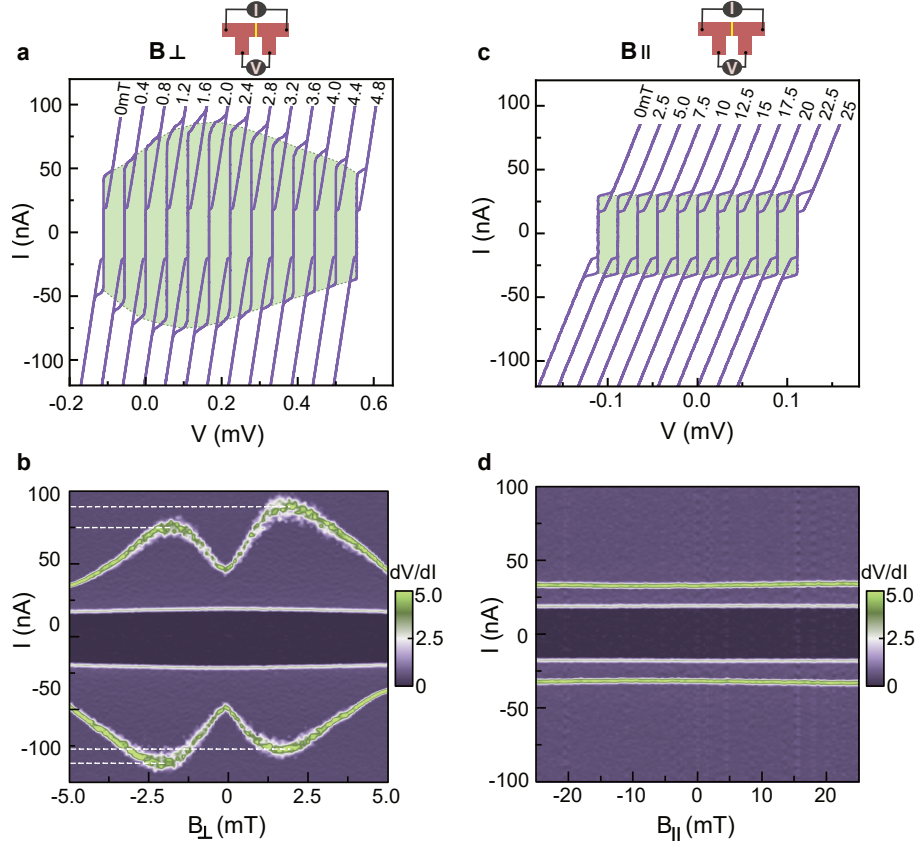 I
I
a
B⊥
V
c
B||
V
0mT 0.4 0.8 1.2 1.6 2.0 2.4 2.8 3.2 3.6 4.0 4.4 4.8
100
50
0
-50
-100
I (nA)
-0.2 0.0 0.2 0.4 0.6
V (mV)
0mT 2.5 5.0 7.5 10 12.5 15 17.5 20 22.5 25
100
50
0
-50
-100
I (nA)
-0.1 0.0 0.1
V (mV)
b
100
50
0
-50
-100
I (nA)
-5.0 -2.5 0 2.5 5.0
B⊥ (mT)
dV/dI
5.0
2.5
0
d
100
50
0
-50
-100
I (nA)
-20 -10 0 10 20
B|| (mT)
dV/dI
5.0
2.5
0